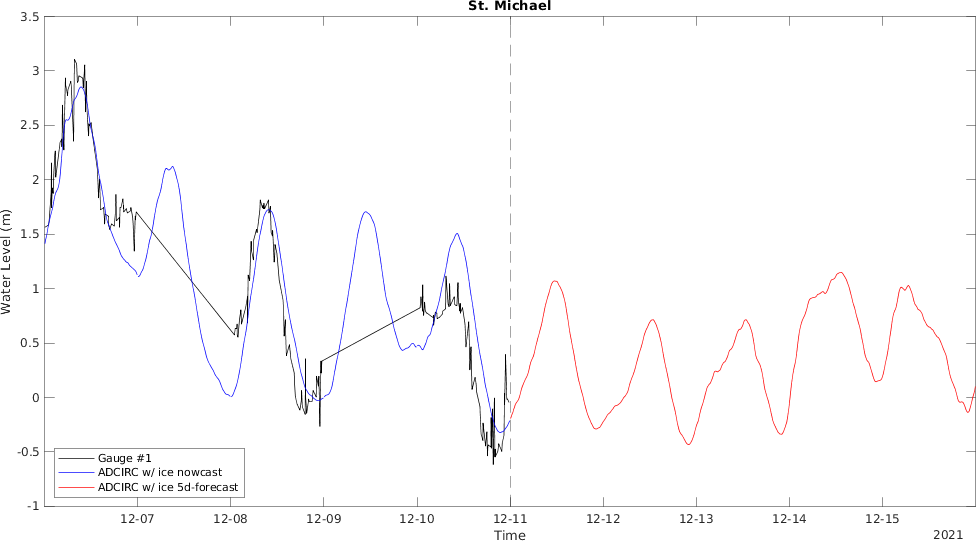 St. Michael
3.5
3
2.5
2
1.5
1
0.5
0
-0.5
-1
Water Level (m)
Gauge #1
ADCIRC w/ ice nowcast
ADCIRC w/ ice 5d-forecast
12-07 12-08 12-09 12-10 12-11 12-12 12-13 12-14 12-15
Time
2021